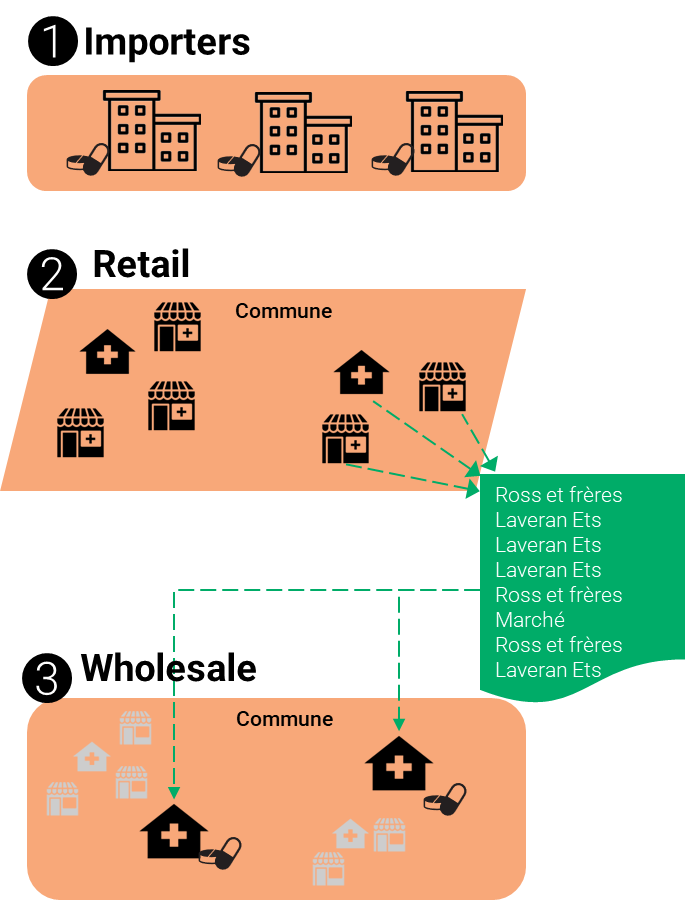 1 Importers
2 Retail
Commune
Ross et frères
Laveran Ets
Laveran Ets
Laveran Ets
Ross et frères
Marché
Ross et frères
Laveran Ets
3 Wholesale
Commune